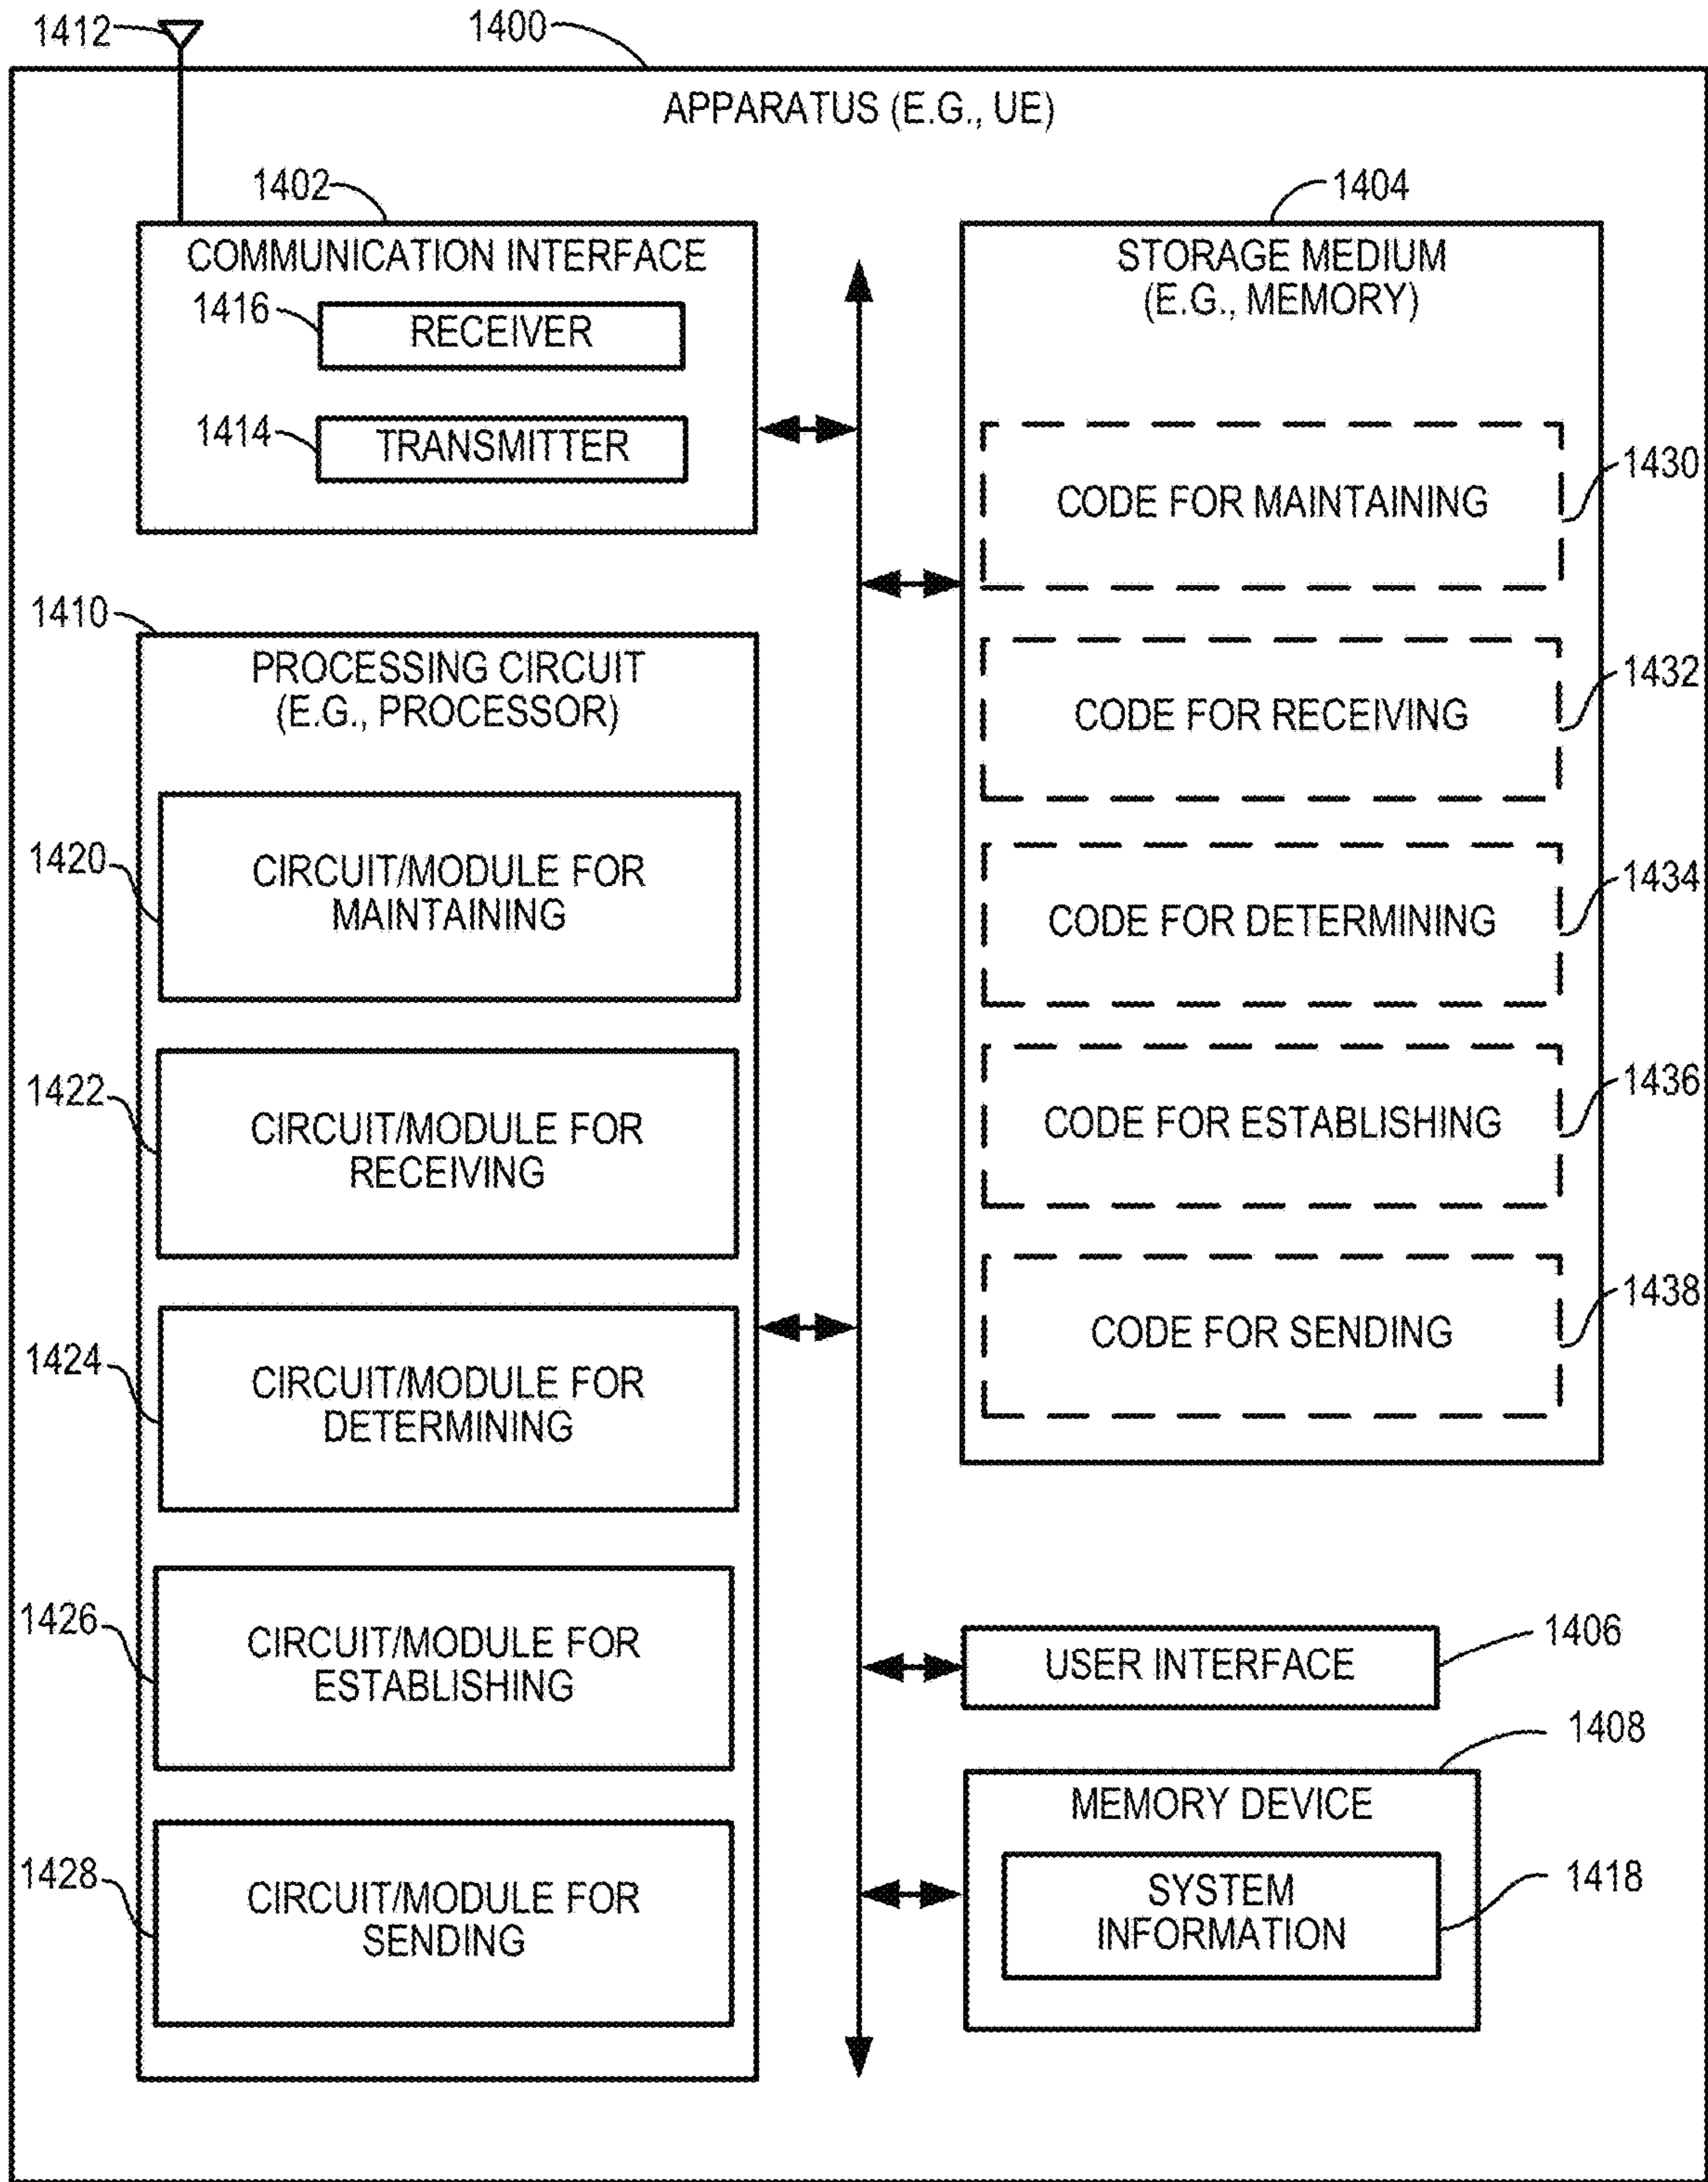 1412
1400
APPARATUS (E.G., UE)
1402
COMMUNICATION INTERFACE
1416
RECEIVER
1414
TRANSMITTER
1410
PROCESSING CIRCUIT
(E.G., PROCESSOR)
1420
CIRCUIT/MODULE FOR
MAINTAINING
1422
CIRCUIT/MODULE FOR
RECEIVING
1424
CIRCUIT/MODULE FOR
DETERMINING
1426
CIRCUIT/MODULE FOR
ESTABLISHING
1428
CIRCUIT/MODULE FOR
SENDING
1404
STORAGE MEDIUM
(E.G., MEMORY)
CODE FOR MAINTAINING
1430
CODE FOR RECEIVING
1432
CODE FOR DETERMINING
1434
CODE FOR ESTABLISHING
1436
CODE FOR SENDING
1438
1406
USER INTERFACE
1408
MEMORY DEVICE
SYSTEM
INFORMATION
1418